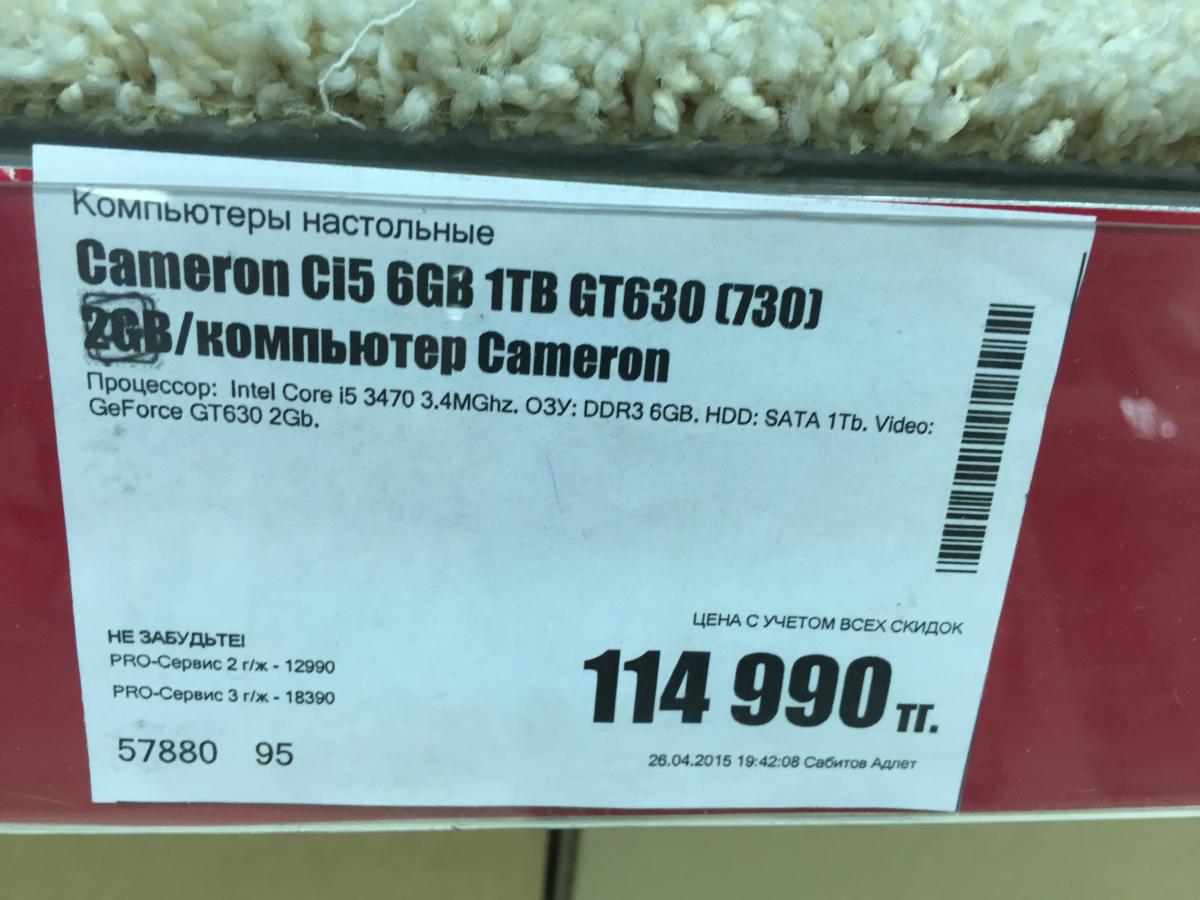 Компьютеры настольные
Cameron Ci5 6GB 1TB GT630 (730)
2GB/компьютер Cameron
Процессор: Intel Core i5 3470 3.4MGhz. ОЗУ: DDR3 6GB. HDD: SATA 1Tb. Video:
GeForce GT630 2Gb.
ЦЕНА С УЧЕТОМ ВСЕХ СКИДОК
НЕ ЗАБУДЬТЕ!
PRO-Сервис 2 г/ж - 12990
PRO-Сервис 3 г/ж - 18390
114 990 тг.
57880 95
26.04.2015 19:42:08 Сабитов Адлет